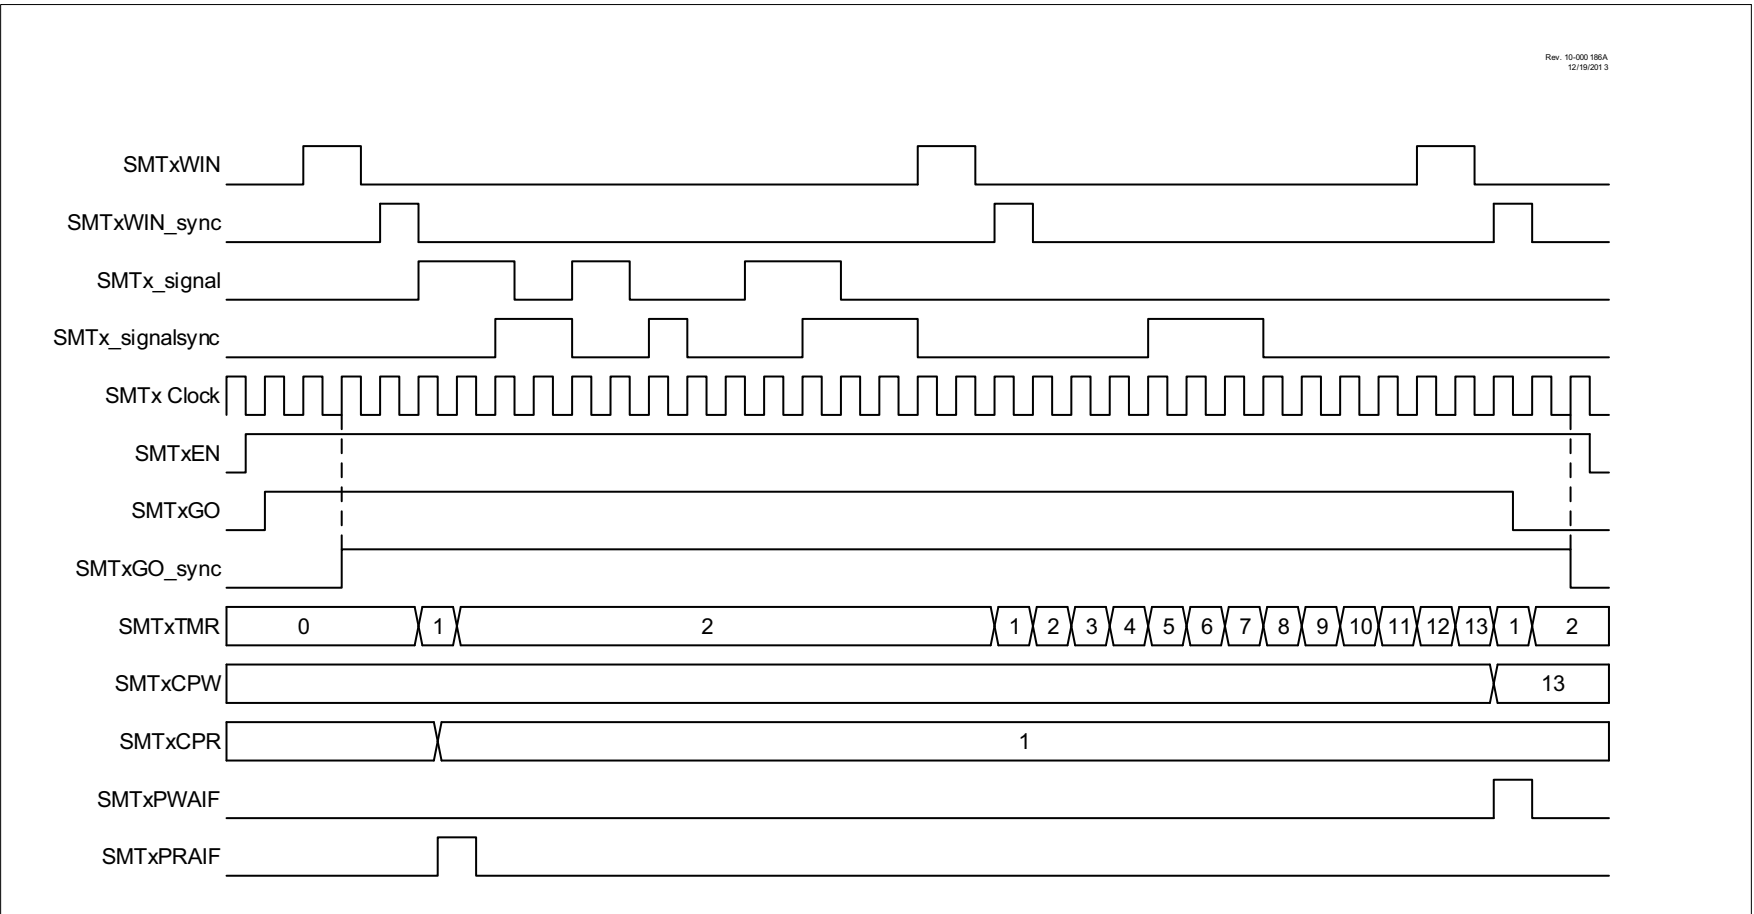 Rev. 10-000 186A
12/19/201 3
SMTxWIN
SMTxWIN_sync
SMTx_signal
SMTx_signalsync
SMTx Clock
SMTxEN
SMTxGO
SMTxGO_sync
SMTxTMR 0 1 2 1 2 3 4 5 6 7 8 9 10 11 12 13 1 2
SMTxCPW 13
SMTxCPR 1
SMTxPWAIF
SMTxPRAIF